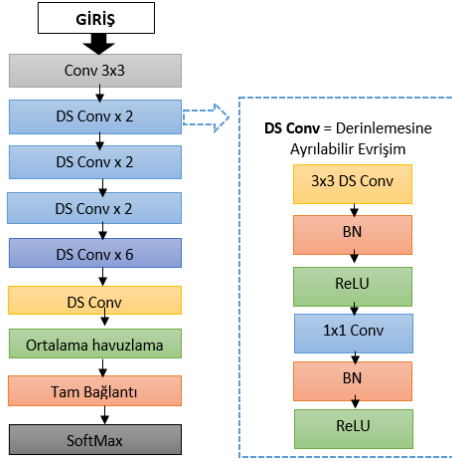 GİRİŞ
Conv 3x3
DS Conv x 2
DS Conv x 2
DS Conv x 2
DS Conv x 6
DS Conv
Ortalama havuzlama
Tam Bağlantı
SoftMax
DS Conv = Derinlemesine
Ayrılabilir Evrişim
3x3 DS Conv
BN
ReLU
1x1 Conv
BN
ReLU